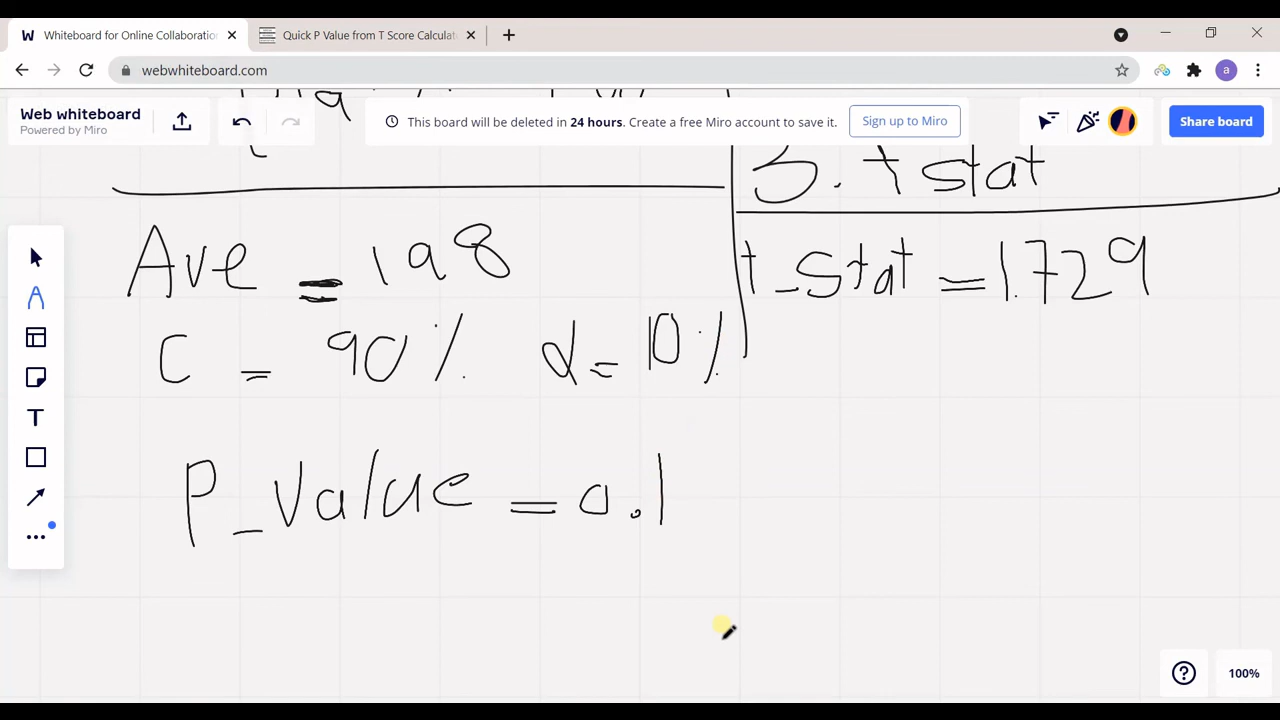 Whiteboard for Online Collaboration
Quick P Value from T Score Calculat
webwhiteboard.com
a
Web whiteboard
Powered by Miro
This board will be deleted in 24 hours. Create a free Miro account to save it.
Sign up to Miro
Share board
3. t stat
Ave = 198
t_stat = 1.729
C = 90% α = 10%
P_Value = 0.1
T
100%